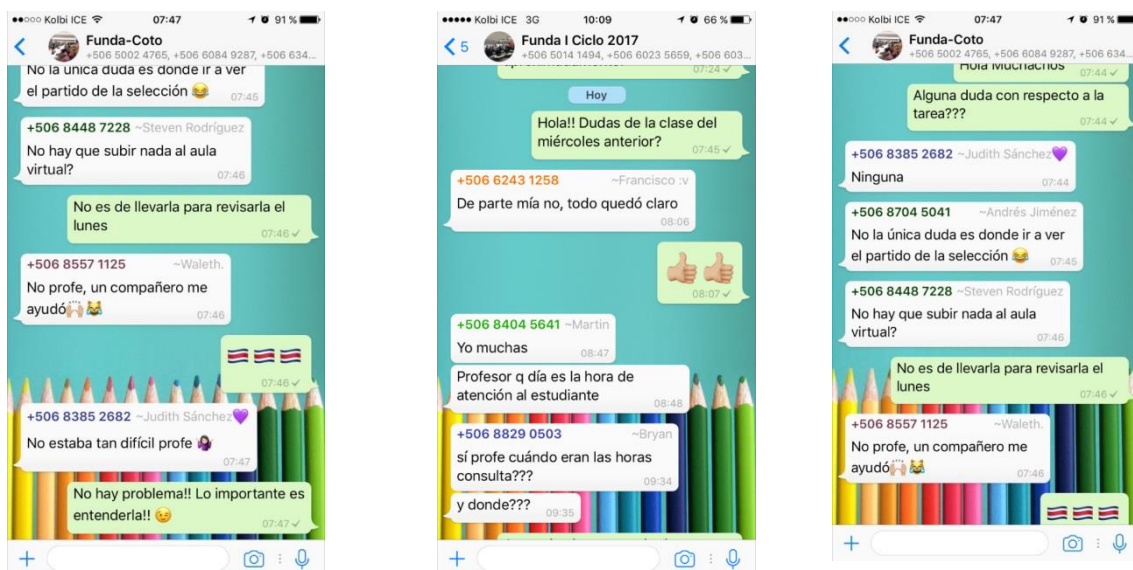 Kolbi ICE 07:47 91 %
Funda-Coto
+506 5002 4765, +506 6084 9287, +506 634...
No la única duda es donde ir a ver
el partido de la selección 😂 07:45
+506 8448 7228 ~Steven Rodríguez
No hay que subir nada al aula
virtual? 07:46
No es de llevarla para revisarla el
lunes 07:46 ✓
+506 8557 1125 ~Waleth.
No profe, un compañero me
ayudó🙌🏼😹 07:46
🇨🇷🇨🇷🇨🇷
07:46 ✓
+506 8385 2682 ~Judith Sánchez💜
No estaba tan difícil profe 🤷🏻‍♀️
07:47
No hay problema!! Lo importante es
entenderla!! 😉 07:47 ✓
Kolbi ICE 3G 10:09 66 %
5 Funda I Ciclo 2017
+506 5014 1494, +506 6023 5659, +506 603...
07:24 ✓
Hoy
Hola!! Dudas de la clase del
miércoles anterior? 07:45 ✓
+506 6243 1258 ~Francisco :v
De parte mía no, todo quedó claro
08:06
👍🏼👍🏼
08:07 ✓
+506 8404 5641 ~Martin
Yo muchas 08:47
Profesor q día es la hora de
atención al estudiante 08:48
+506 8829 0503 ~Bryan
sí profe cuándo eran las horas
consulta??? 09:34
y donde??? 09:35
Kolbi ICE 07:47 91 %
Funda-Coto
+506 5002 4765, +506 6084 9287, +506 634...
Hola Muchachos 07:44 ✓
Alguna duda con respecto a la
tarea??? 07:44 ✓
+506 8385 2682 ~Judith Sánchez💜
Ninguna 07:44
+506 8704 5041 ~Andrés Jiménez
No la única duda es donde ir a ver
el partido de la selección 😂 07:45
+506 8448 7228 ~Steven Rodríguez
No hay que subir nada al aula
virtual? 07:46
No es de llevarla para revisarla el
lunes 07:46 ✓
+506 8557 1125 ~Waleth.
No profe, un compañero me
ayudó🙌🏼😹 07:46
🇨🇷🇨🇷🇨🇷